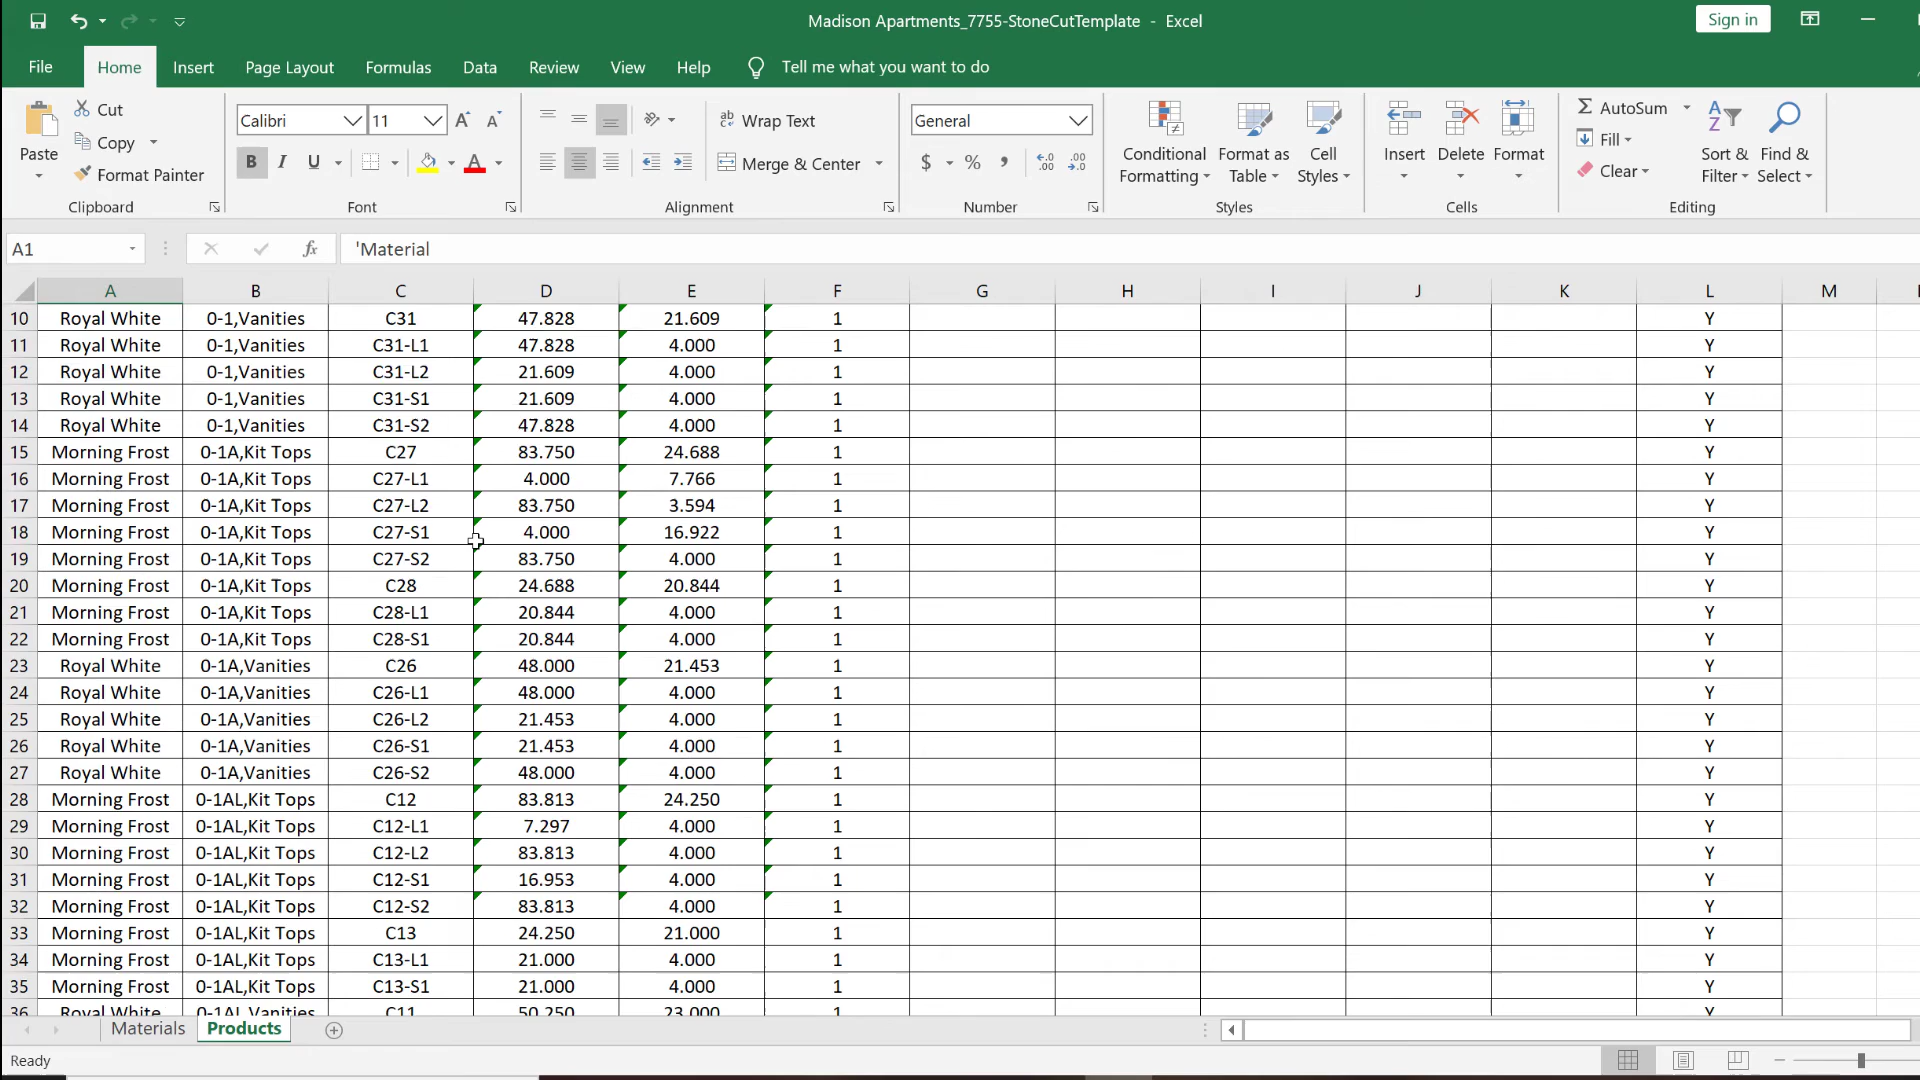 Madison Apartments_7755-StoneCutTemplate - Excel
Sign in
File Home Insert Page Layout Formulas Data Review View Help Tell me what you want to do
Paste
Cut
Copy
Format Painter
Clipboard
Calibri 11
B I U
Font
Wrap Text
Merge & Center
Alignment
General
$ % ,
Number
Conditional Formatting
Format as Table
Cell Styles
Styles
Insert Delete Format
Cells
AutoSum
Fill
Clear
Sort & Filter
Find & Select
Editing
A1 fx 'Material
A B C D E F G H I J K L M
10 Royal White 0-1,Vanities C31 47.828 21.609 1 Y
11 Royal White 0-1,Vanities C31-L1 47.828 4.000 1 Y
12 Royal White 0-1,Vanities C31-L2 21.609 4.000 1 Y
13 Royal White 0-1,Vanities C31-S1 21.609 4.000 1 Y
14 Royal White 0-1,Vanities C31-S2 47.828 4.000 1 Y
15 Morning Frost 0-1A,Kit Tops C27 83.750 24.688 1 Y
16 Morning Frost 0-1A,Kit Tops C27-L1 4.000 7.766 1 Y
17 Morning Frost 0-1A,Kit Tops C27-L2 83.750 3.594 1 Y
18 Morning Frost 0-1A,Kit Tops C27-S1 4.000 16.922 1 Y
19 Morning Frost 0-1A,Kit Tops C27-S2 83.750 4.000 1 Y
20 Morning Frost 0-1A,Kit Tops C28 24.688 20.844 1 Y
21 Morning Frost 0-1A,Kit Tops C28-L1 20.844 4.000 1 Y
22 Morning Frost 0-1A,Kit Tops C28-S1 20.844 4.000 1 Y
23 Royal White 0-1A,Vanities C26 48.000 21.453 1 Y
24 Royal White 0-1A,Vanities C26-L1 48.000 4.000 1 Y
25 Royal White 0-1A,Vanities C26-L2 21.453 4.000 1 Y
26 Royal White 0-1A,Vanities C26-S1 21.453 4.000 1 Y
27 Royal White 0-1A,Vanities C26-S2 48.000 4.000 1 Y
28 Morning Frost 0-1AL,Kit Tops C12 83.813 24.250 1 Y
29 Morning Frost 0-1AL,Kit Tops C12-L1 7.297 4.000 1 Y
30 Morning Frost 0-1AL,Kit Tops C12-L2 83.813 4.000 1 Y
31 Morning Frost 0-1AL,Kit Tops C12-S1 16.953 4.000 1 Y
32 Morning Frost 0-1AL,Kit Tops C12-S2 83.813 4.000 1 Y
33 Morning Frost 0-1AL,Kit Tops C13 24.250 21.000 1 Y
34 Morning Frost 0-1AL,Kit Tops C13-L1 21.000 4.000 1 Y
35 Morning Frost 0-1AL,Kit Tops C13-S1 21.000 4.000 1 Y
36 Royal White 0-1AL,Vanities C11 50.250 23.000 1 Y
Materials Products
Ready